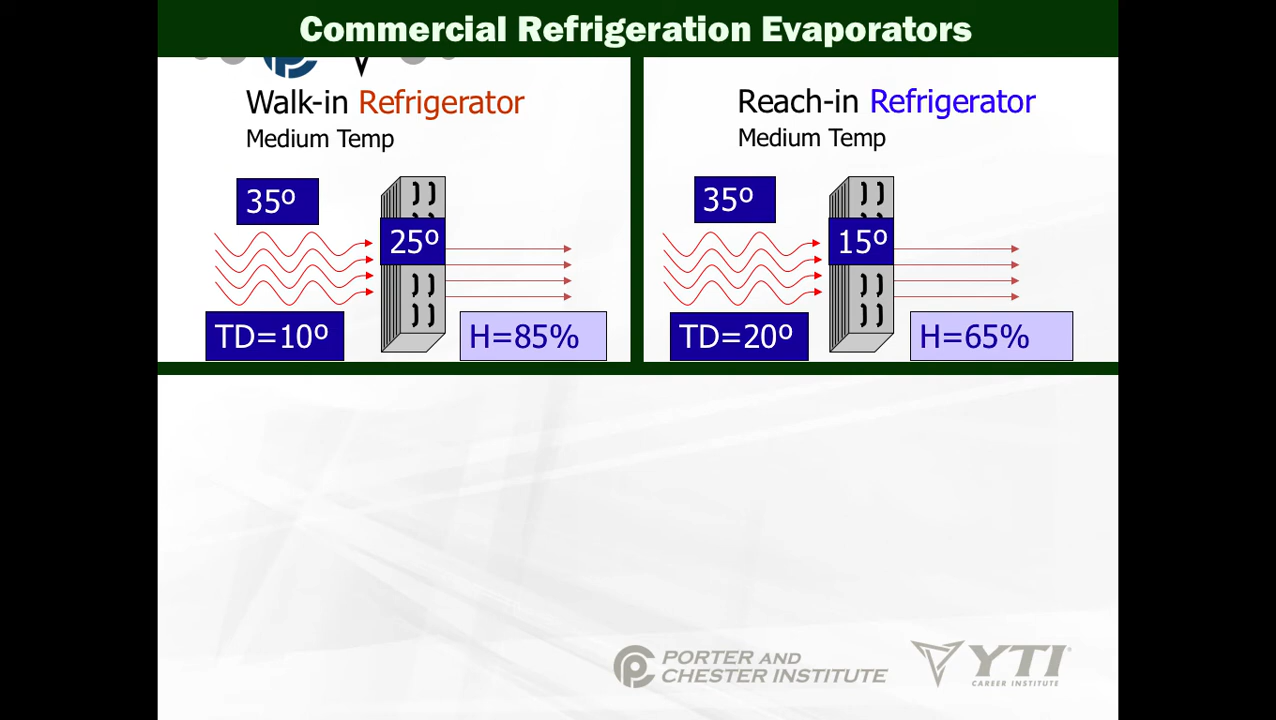 Commercial Refrigeration Evaporators
Walk-in Refrigerator
Medium Temp
35º
25º
TD=10º
H=85%
Reach-in Refrigerator
Medium Temp
35º
15º
TD=20º
H=65%
PORTER AND
CHESTER INSTITUTE
YTI
CAREER INSTITUTE